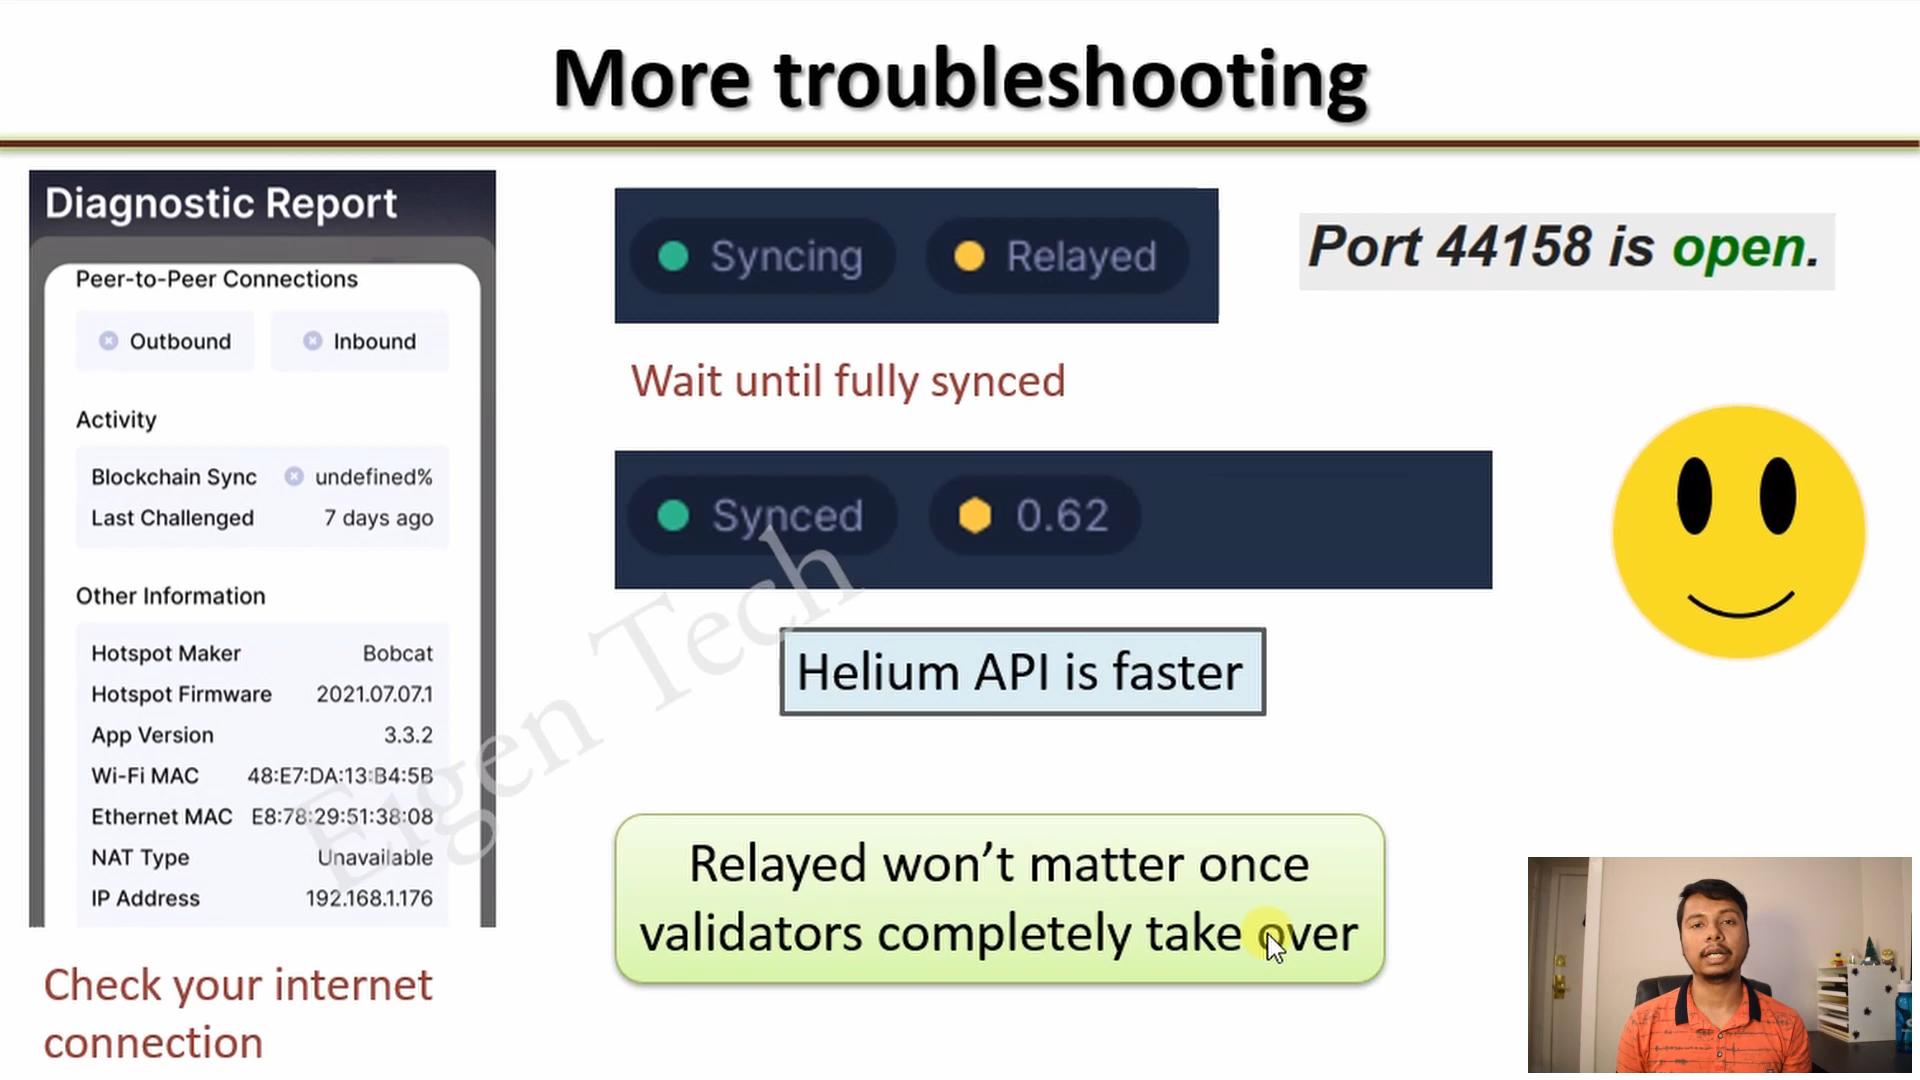 More troubleshooting
Diagnostic Report
Peer-to-Peer Connections
Outbound
Inbound
Activity
Blockchain Sync undefined%
Last Challenged 7 days ago
Other Information
Hotspot Maker Bobcat
Hotspot Firmware 2021.07.07.1
App Version 3.3.2
Wi-Fi MAC 48:E7:DA:13:B4:5B
Ethernet MAC E8:78:29:51:38:08
NAT Type Unavailable
IP Address 192.168.1.176
Check your internet
connection
Syncing Relayed
Wait until fully synced
Synced 0.62
Helium API is faster
Relayed won’t matter once
validators completely take over
Port 44158 is open.
Eigen Tech